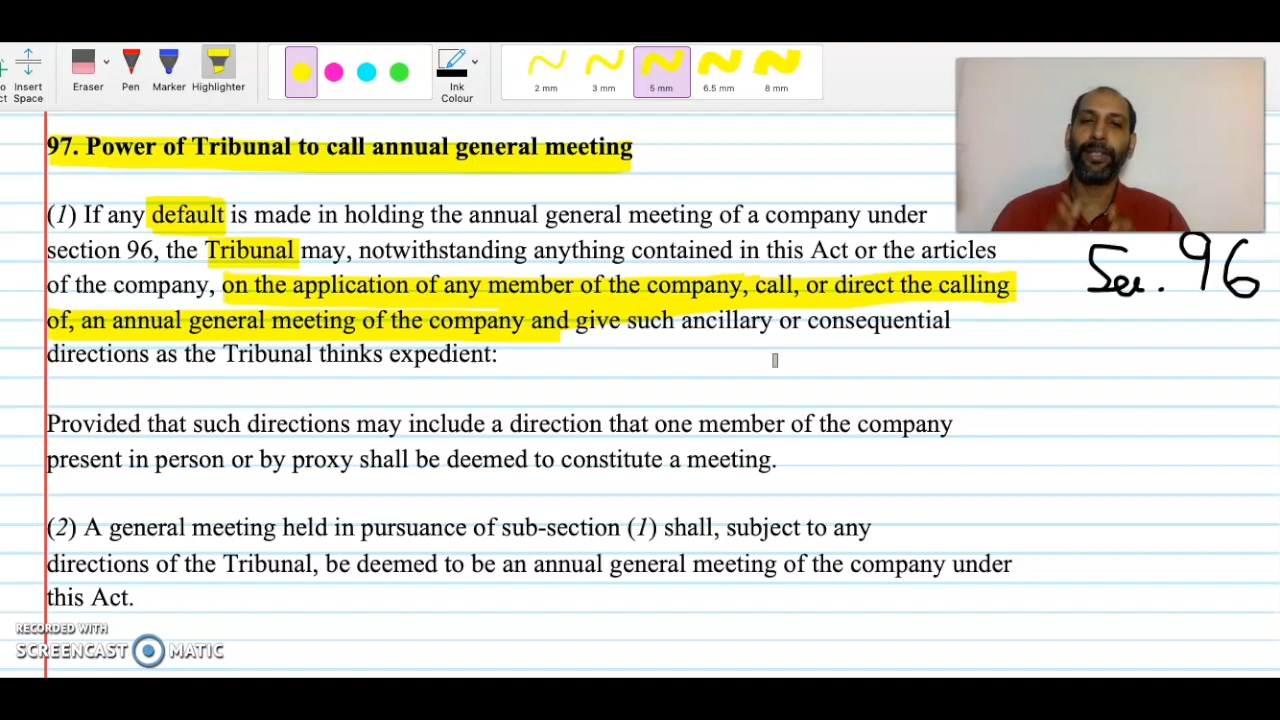 Insert
Space
Eraser
Pen
Marker
Highlighter
Ink
Colour
2 mm
3 mm
5 mm
6.5 mm
8 mm
97. Power of Tribunal to call annual general meeting
(1) If any default is made in holding the annual general meeting of a company under
section 96, the Tribunal may, notwithstanding anything contained in this Act or the articles
of the company, on the application of any member of the company, call, or direct the calling
of, an annual general meeting of the company and give such ancillary or consequential
directions as the Tribunal thinks expedient:
Sec. 96
Provided that such directions may include a direction that one member of the company
present in person or by proxy shall be deemed to constitute a meeting.
(2) A general meeting held in pursuance of sub-section (1) shall, subject to any
directions of the Tribunal, be deemed to be an annual general meeting of the company under
this Act.
RECORDED WITH
SCREENCAST MATIC